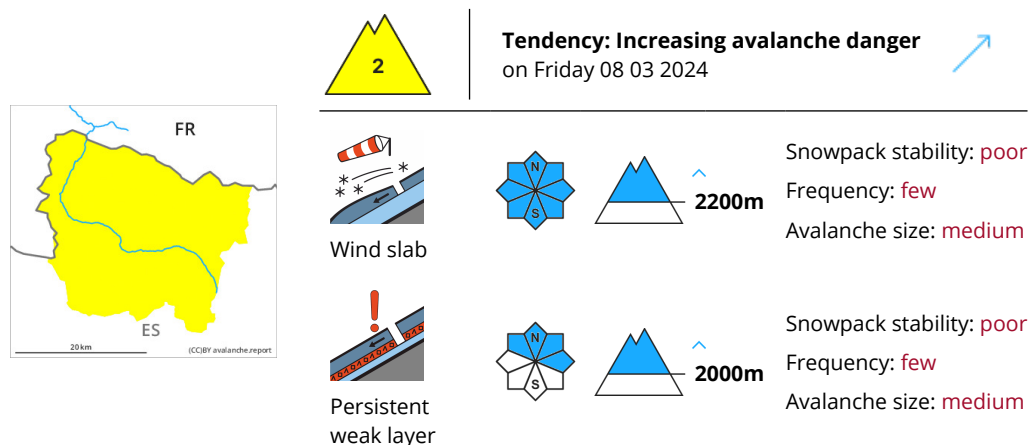 2
Tendency: Increasing avalanche danger
on Friday 08 03 2024
FR
ES
20 km
(CC)BY avalanche.report
Wind slab
N
S
2200m
Snowpack stability: poor
Frequency: few
Avalanche size: medium
Persistent
weak layer
N
S
2000m
Snowpack stability: poor
Frequency: few
Avalanche size: medium